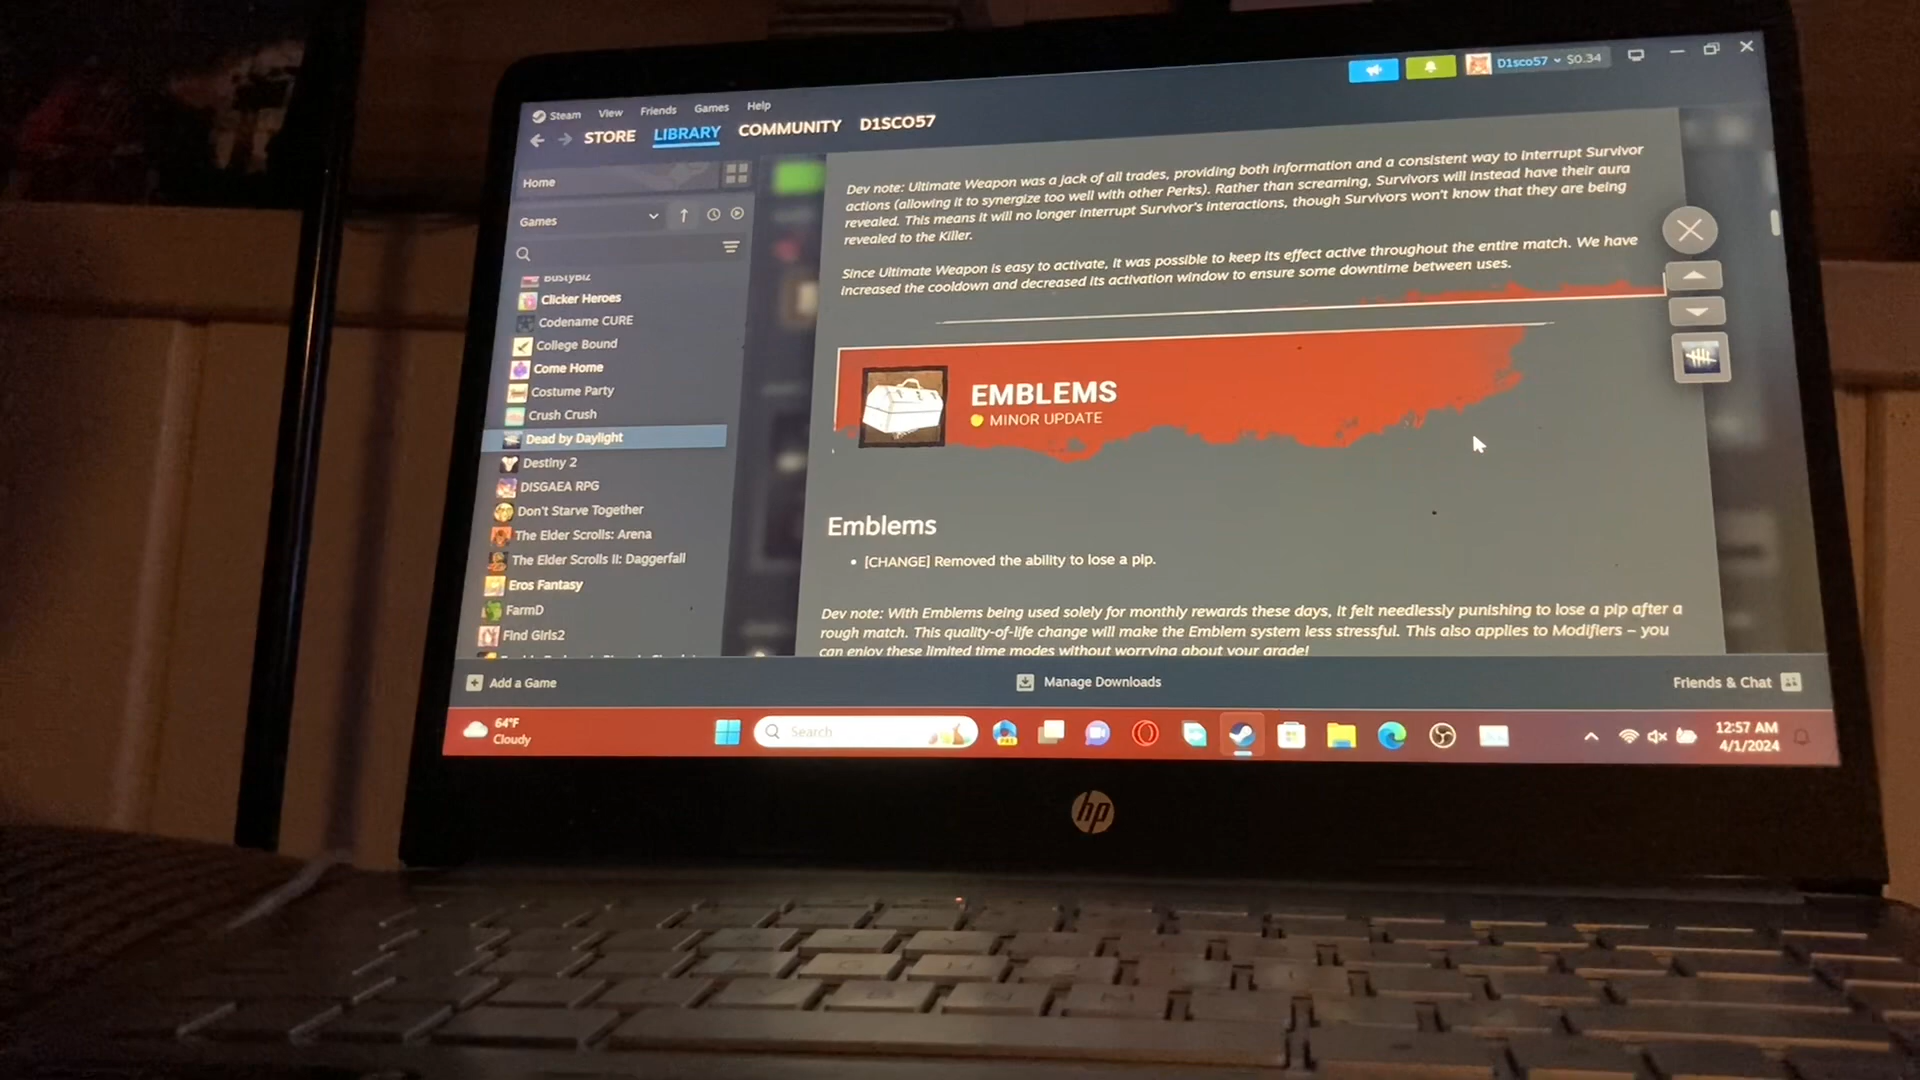 D1sco57 $0.34
Steam View Friends Games Help
STORE LIBRARY COMMUNITY D1SCO57
Home
Games
BustyBiz
Clicker Heroes
Codename CURE
College Bound
Come Home
Costume Party
Crush Crush
Dead by Daylight
Destiny 2
DISGAEA RPG
Don't Starve Together
The Elder Scrolls: Arena
The Elder Scrolls II: Daggerfall
Eros Fantasy
FarmD
Find Girls2
Dev note: Ultimate Weapon was a jack of all trades, providing both information and a consistent way to interrupt Survivor
actions (allowing it to synergize too well with other Perks). Rather than screaming, Survivors will instead have their aura
revealed. This means it will no longer interrupt Survivor's interactions, though Survivors won't know that they are being
revealed to the Killer.
Since Ultimate Weapon is easy to activate, it was possible to keep its effect active throughout the entire match. We have
increased the cooldown and decreased its activation window to ensure some downtime between uses.
EMBLEMS
MINOR UPDATE
Emblems
• [CHANGE] Removed the ability to lose a pip.
Dev note: With Emblems being used solely for monthly rewards these days, it felt needlessly punishing to lose a pip after a
rough match. This quality-of-life change will make the Emblem system less stressful. This also applies to Modifiers – you
can enjoy these limited time modes without worrying about your grade!
Add a Game
Manage Downloads
Friends & Chat
64°F
Cloudy
Search
12:57 AM
4/1/2024
hp